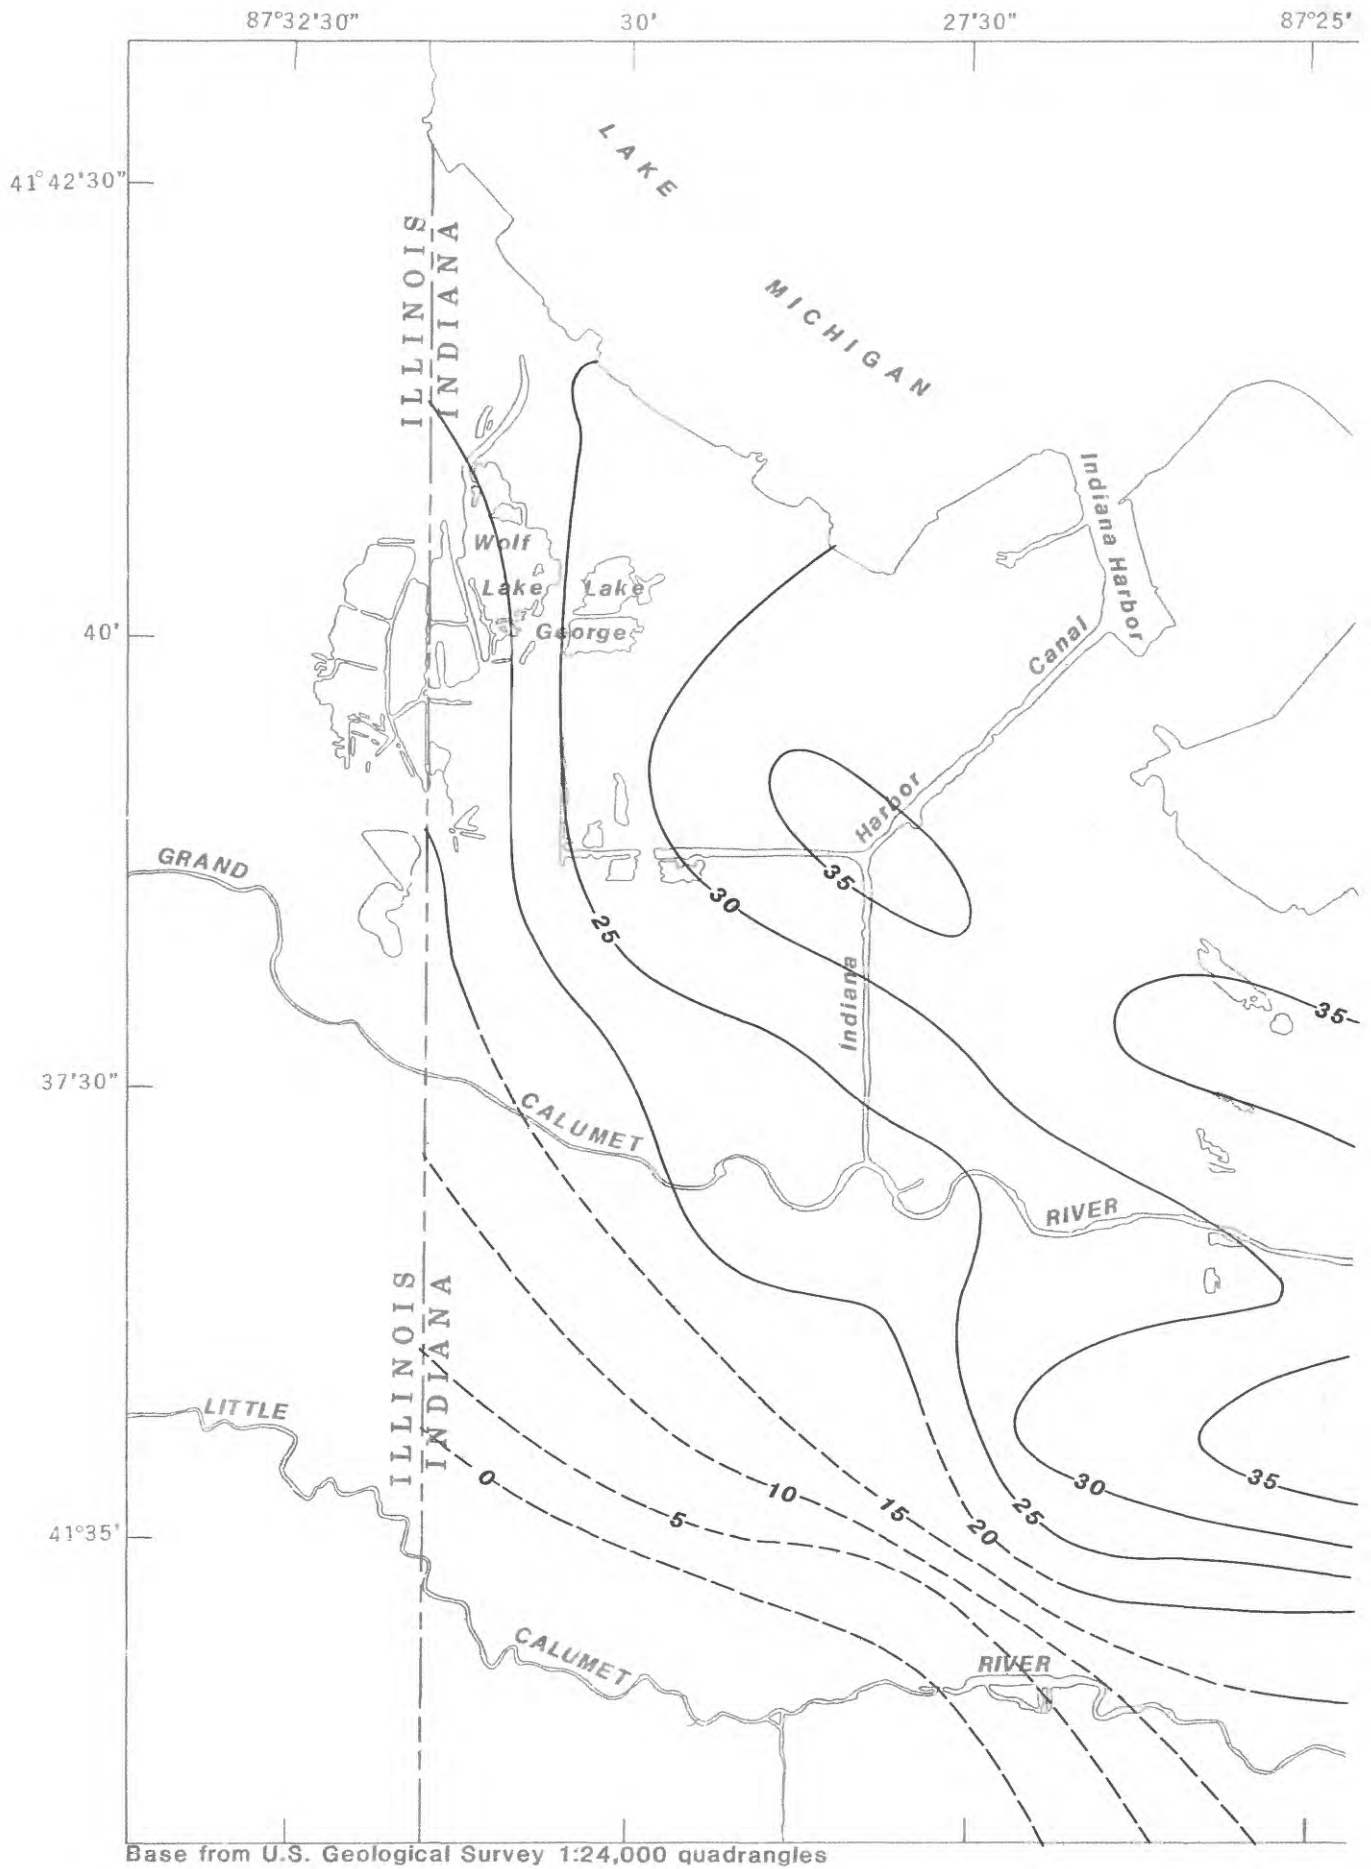 87°32'30" 30' 27'30" 87°25'
LAKE
41°42'30"
ILLINOIS
INDIANA
MICHIGAN
Indiana Harbor
Wolf
Lake
Lake
George
40'
Canal
Harbor
GRAND
35
30
25
Indiana
35
37'30"
CALUMET
RIVER
ILLINOIS
INDIANA
LITTLE
0
10
30
35
5
15
25
20
41°35'
CALUMET
RIVER
Base from U.S. Geological Survey 1:24,000 quadrangles